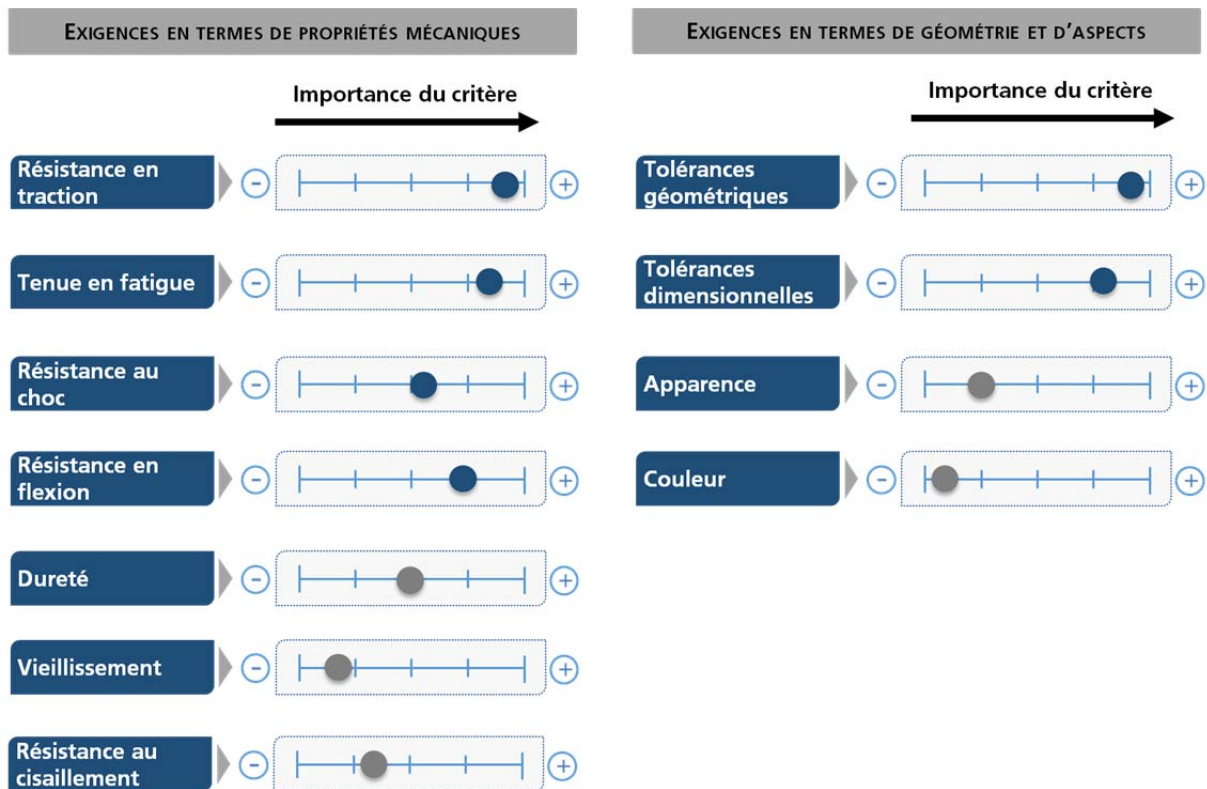 EXIGENCES EN TERMES DE PROPRIÉTÉS MÉCANIQUES
Importance du critère
Résistance en
traction
-
+
Tenue en fatigue
-
+
Résistance au
choc
-
+
Résistance en
flexion
-
+
Dureté
-
+
Vieillissement
-
+
Résistance au
cisaillement
-
+
EXIGENCES EN TERMES DE GÉOMÉTRIE ET D'ASPECTS
Importance du critère
Tolérances
géométriques
-
+
Tolérances
dimensionnelles
-
+
Apparence
-
+
Couleur
-
+